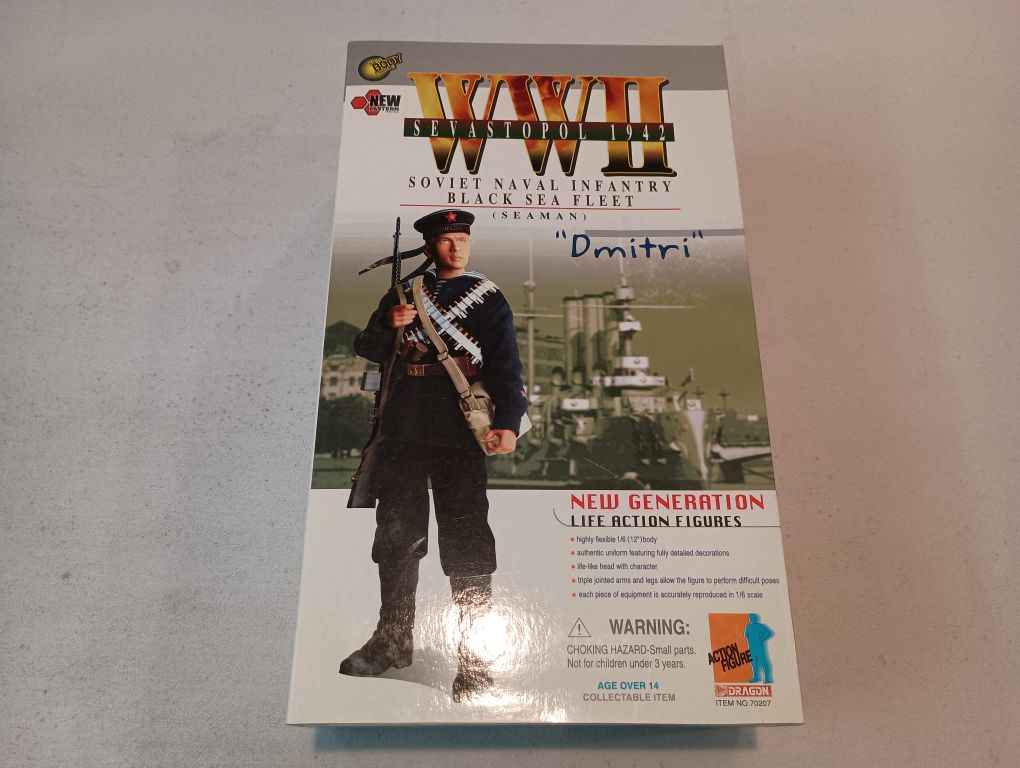 BODY
NEW
PATTERN
WWII
SEVASTOPOL 1942
SOVIET NAVAL INFANTRY
BLACK SEA FLEET
(SEAMAN)
"Dmitri"
NEW GENERATION
LIFE ACTION FIGURES
• highly flexible 1/6 (12") body
• authentic uniform featuring fully detailed decorations
• life-like head with character
• triple jointed arms and legs allow the figure to perform difficult poses
• each piece of equipment is accurately reproduced in 1/6 scale
WARNING:
CHOKING HAZARD-Small parts.
Not for children under 3 years.
AGE OVER 14
COLLECTABLE ITEM
ACTION
FIGURE
DRAGON
ITEM NO.70207